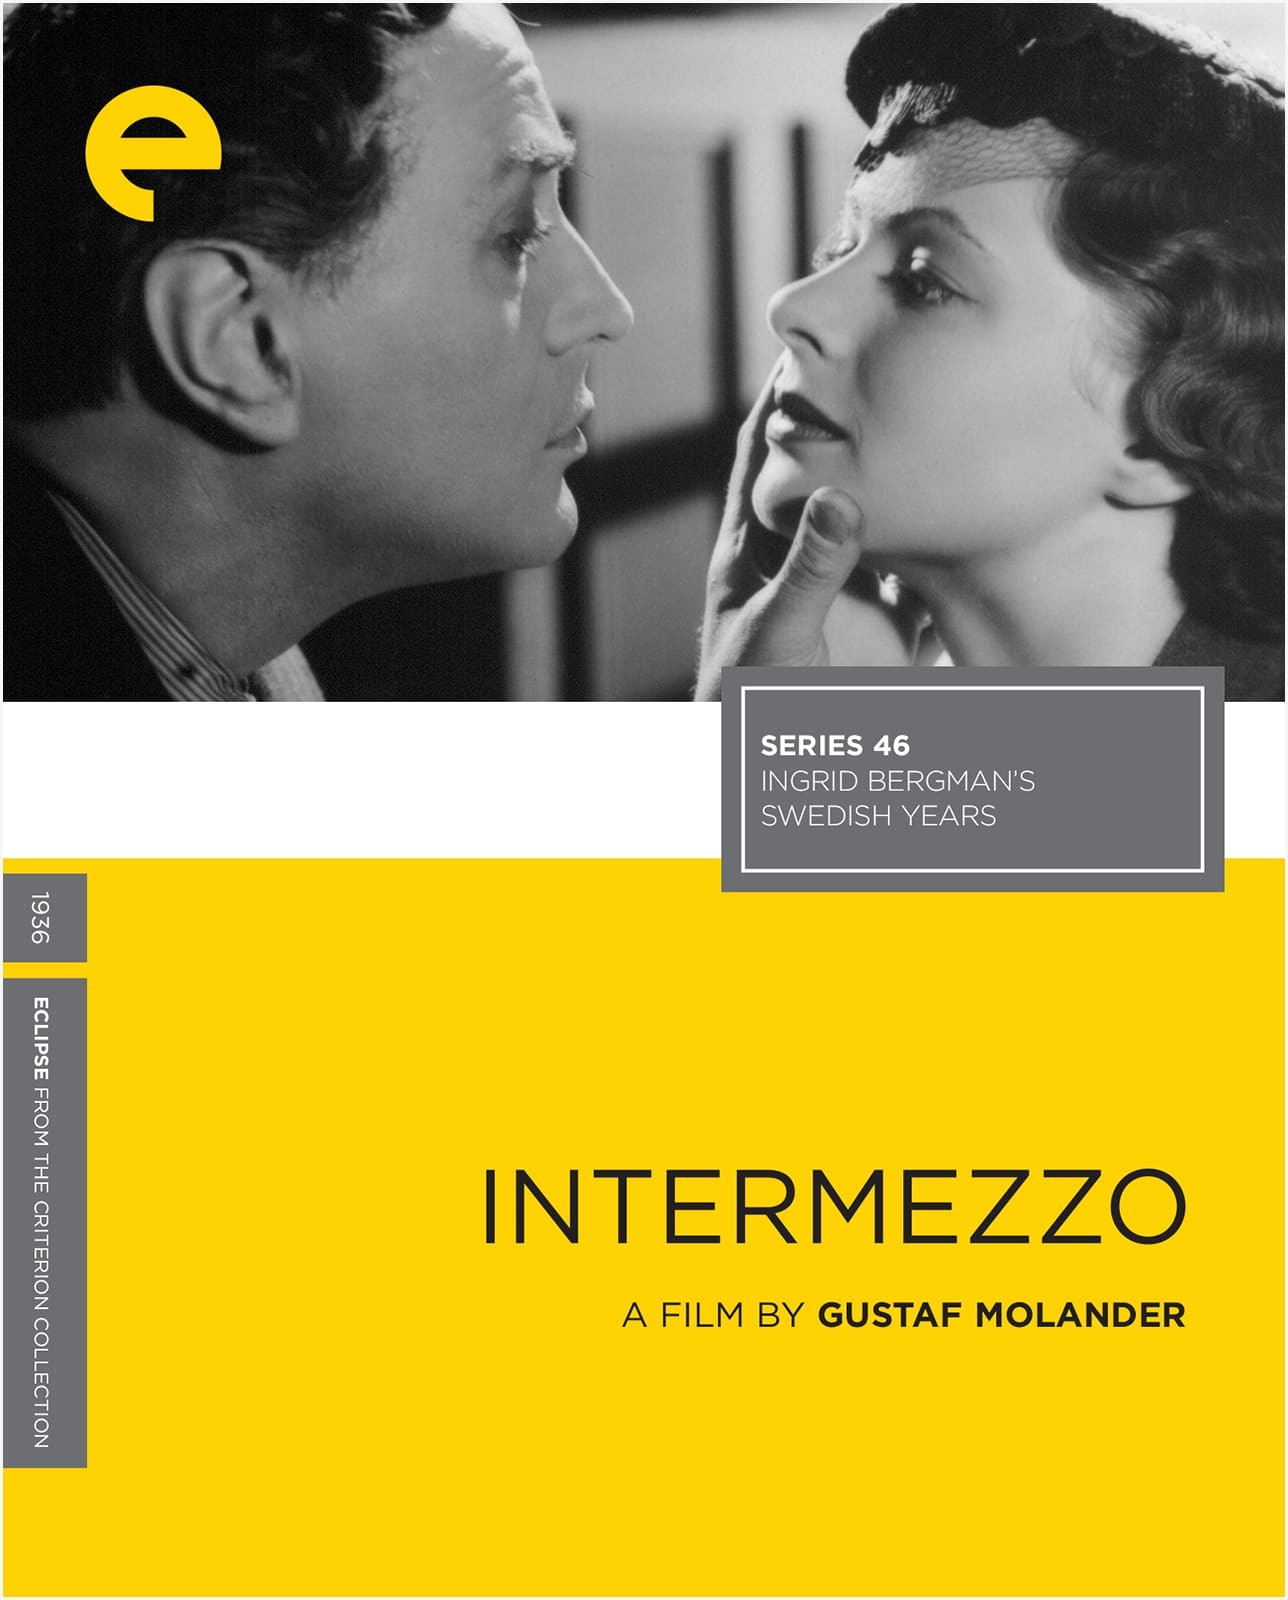 e
SERIES 46
INGRID BERGMAN'S
SWEDISH YEARS
1936
ECLIPSE FROM THE CRITERION COLLECTION
INTERMEZZO
A FILM BY GUSTAF MOLANDER